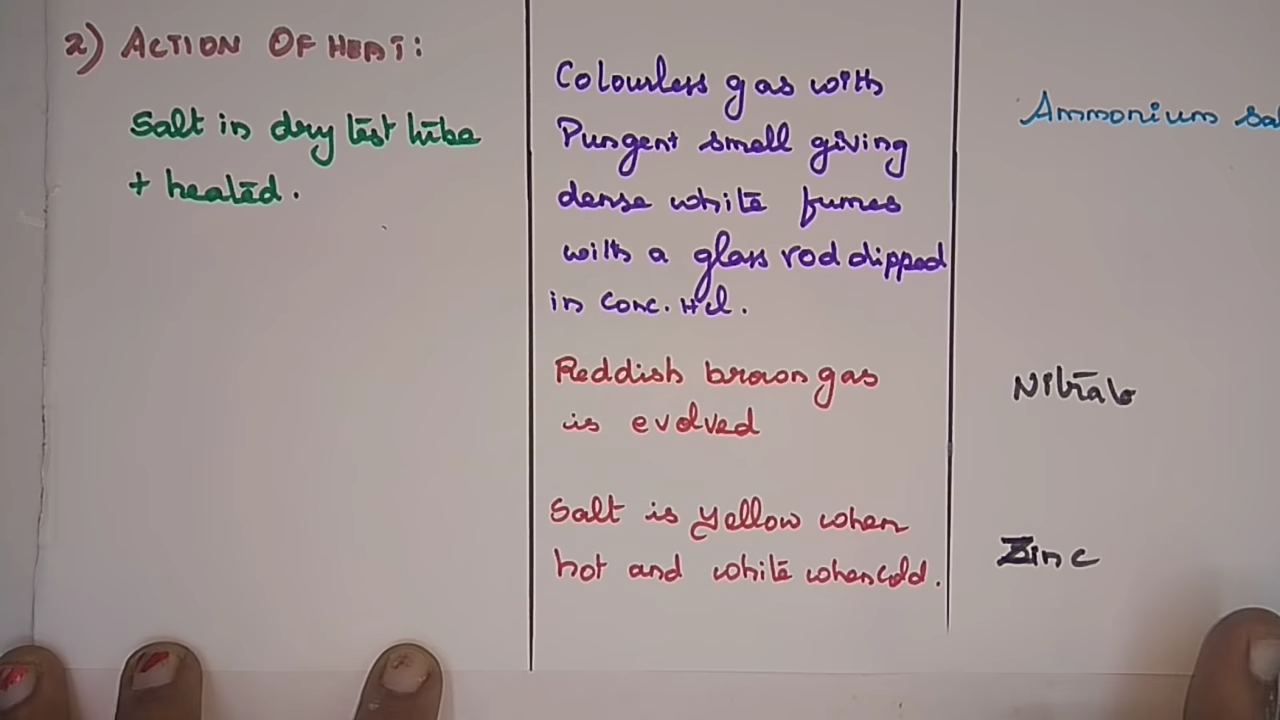 2) ACTION OF HEAT:
Salt in dry test tube
+ heated.
Colourless gas with
Pungent smell giving
dense white fumes
with a glass rod dipped
in Conc. HCl.
Reddish brown gas
is evolved
Salt is yellow when
hot and white when cold.
Ammonium sal
Nitrate
Zinc